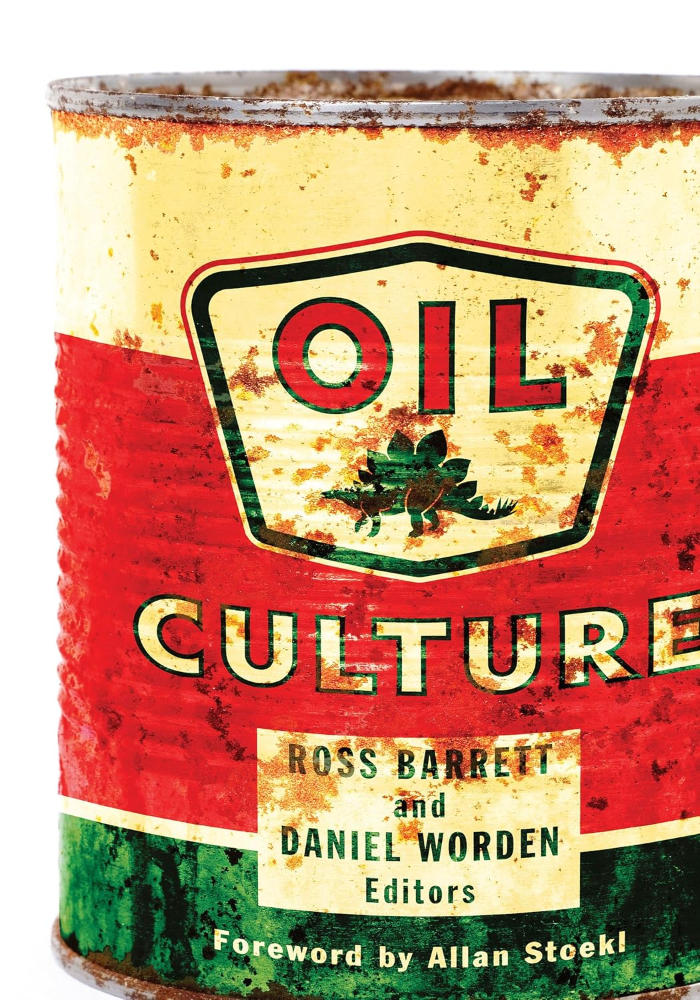 OIL
CULTURE
ROSS BARRETT
and
DANIEL WORDEN
Editors
Foreword by Allan Stoekl